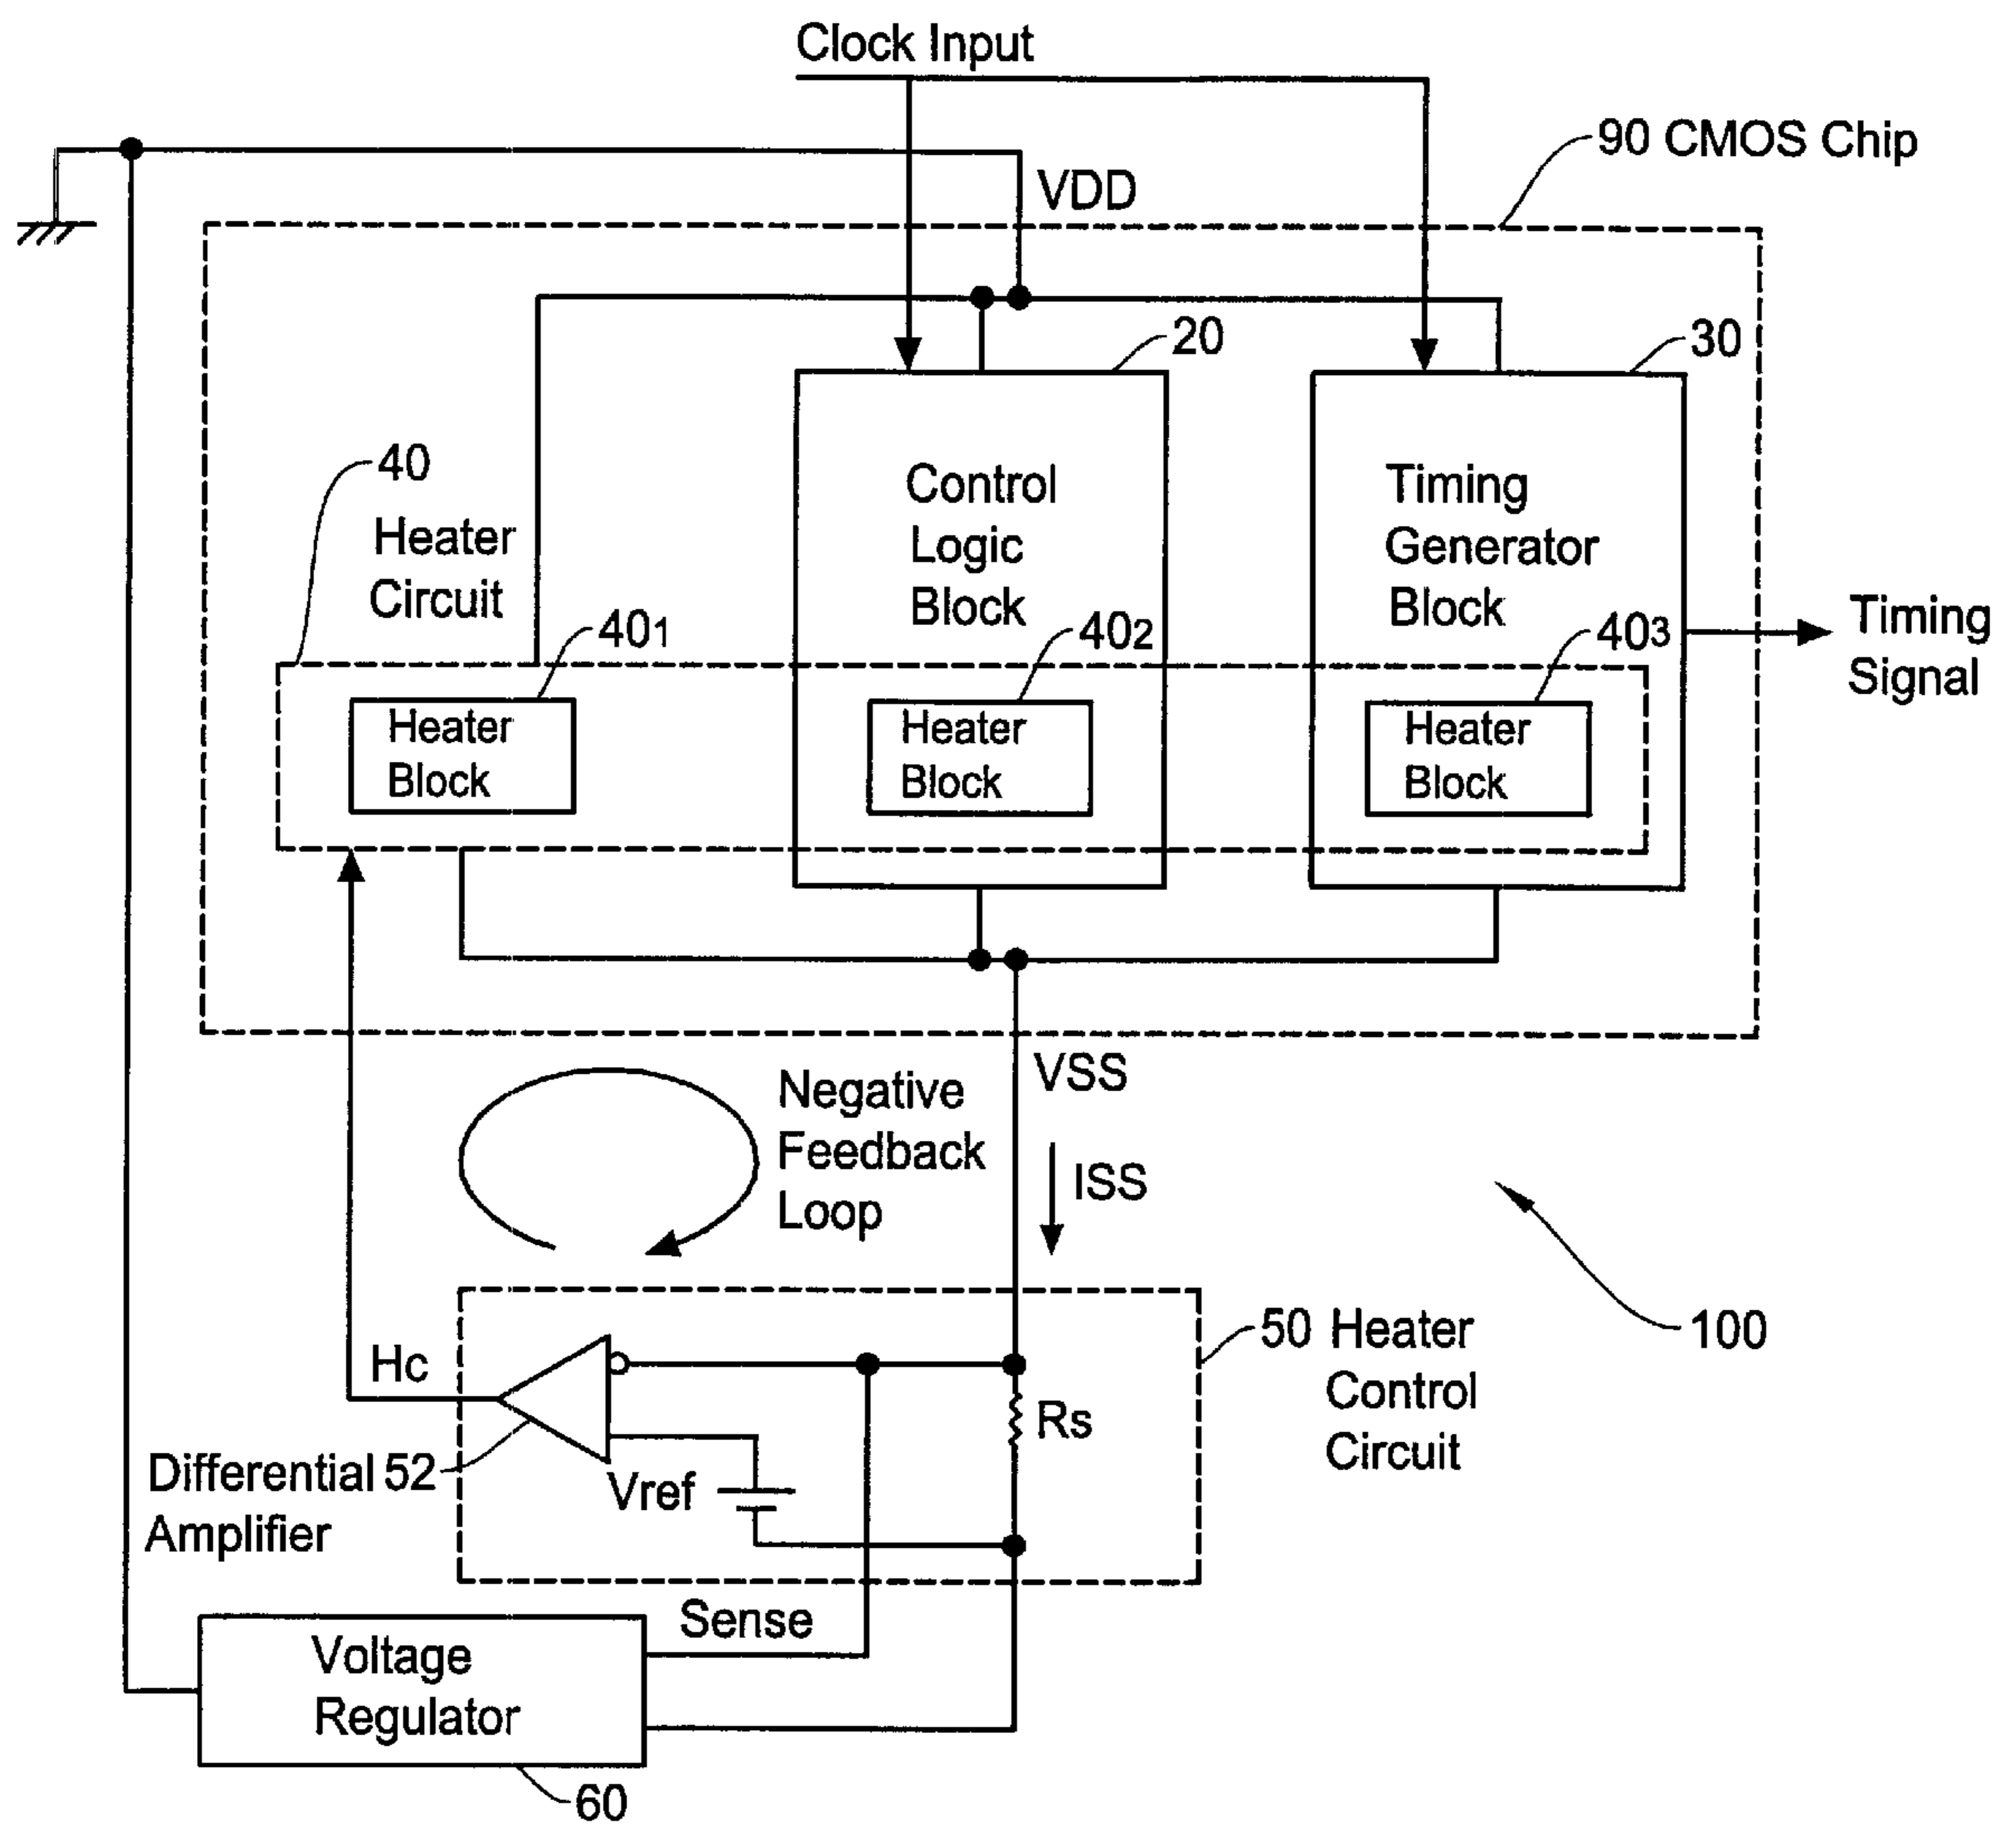 Clock Input
90 CMOS Chip
VDD
20
30
40
Heater
Circuit
Control
Logic
Block
Timing
Generator
Block
401
402
403
Timing
Signal
Heater
Block
Heater
Block
Heater
Block
VSS
Negative
Feedback
Loop
ISS
100
50 Heater
Control
Circuit
Hc
Rs
Differential 52
Amplifier
Vref
Sense
Voltage
Regulator
60